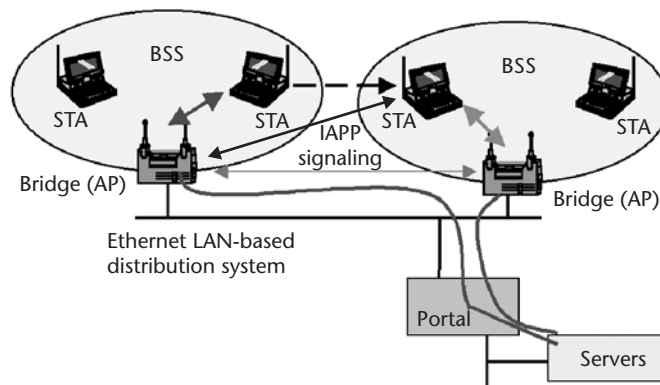 BSS
BSS
STA
STA
STA
STA
IAPP
signaling
Bridge (AP)
Bridge (AP)
Ethernet LAN-based
distribution system
Portal
Servers